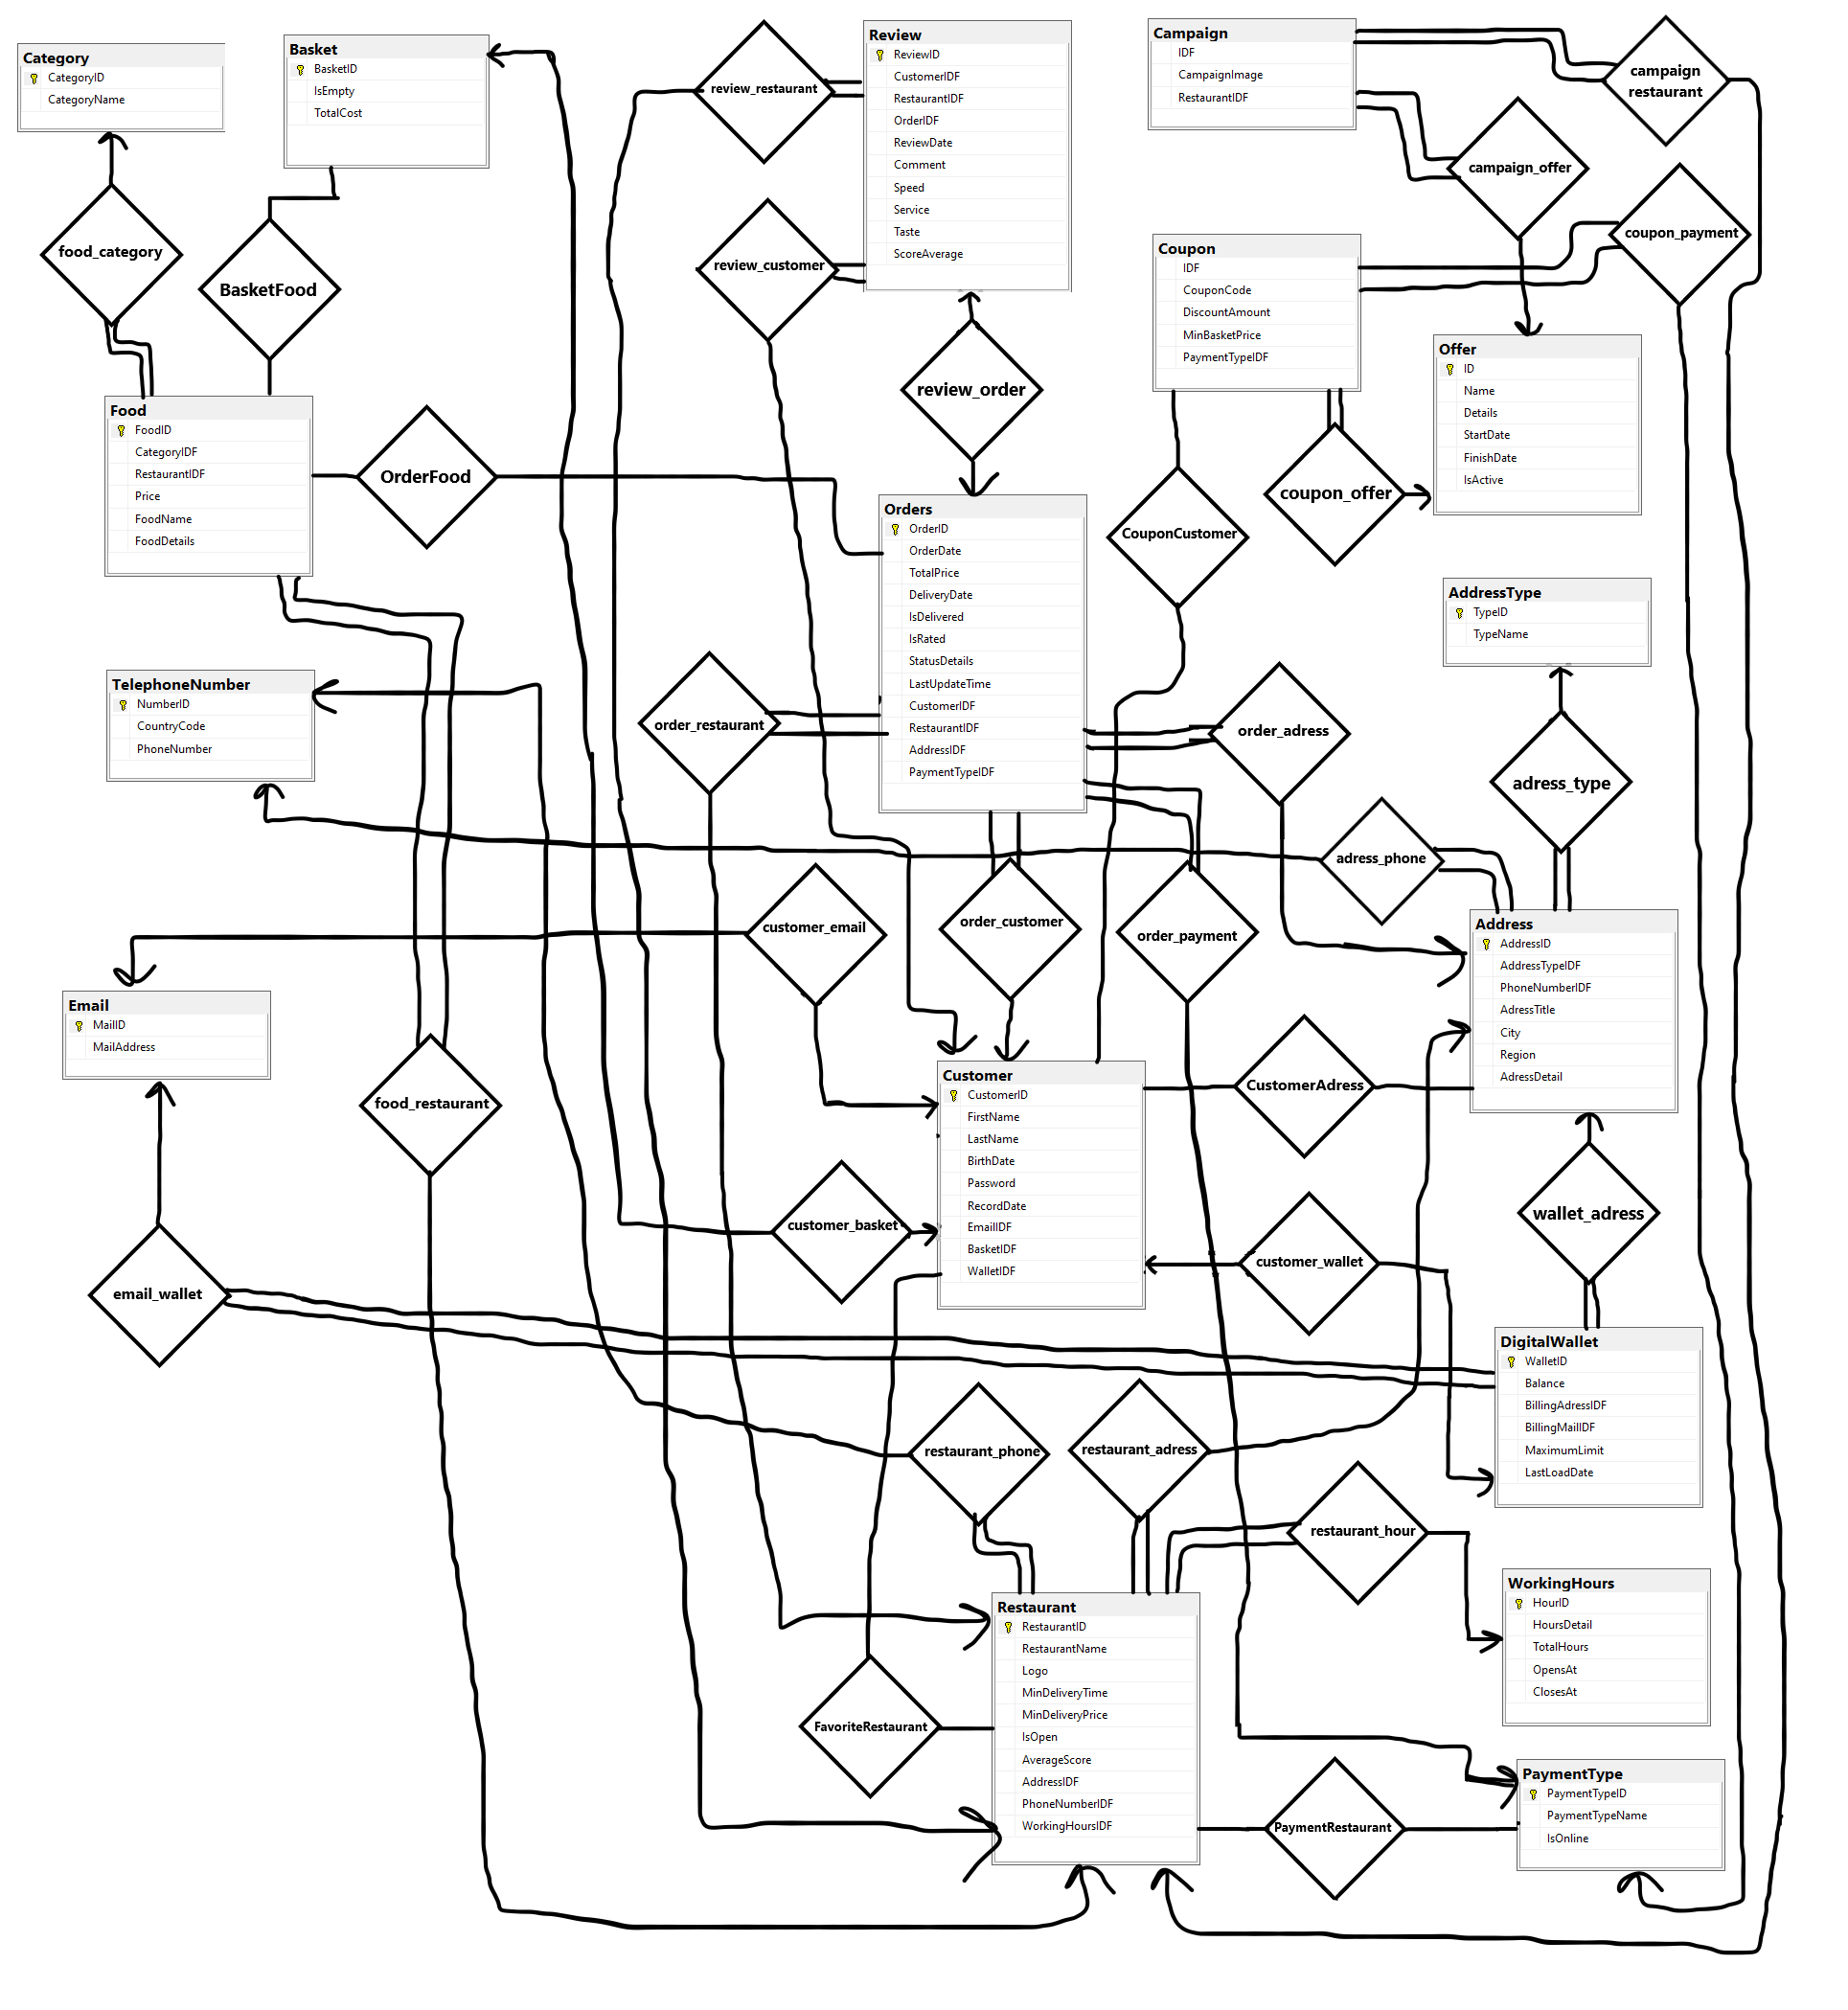 Category
CategoryID
CategoryName
Basket
BasketID
IsEmpty
TotalCost
review_restaurant
Review
ReviewID
CustomerIDF
RestaurantIDF
OrderIDF
ReviewDate
Comment
Speed
Service
Taste
ScoreAverage
Campaign
IDF
CampaignImage
RestaurantIDF
campaign
restaurant
campaign_offer
coupon_payment
food_category
BasketFood
review_customer
Coupon
IDF
CouponCode
DiscountAmount
MinBasketPrice
PaymentTypeIDF
Offer
ID
Name
Details
StartDate
FinishDate
IsActive
review_order
Food
FoodID
CategoryIDF
RestaurantIDF
Price
FoodName
FoodDetails
OrderFood
Orders
OrderID
OrderDate
TotalPrice
DeliveryDate
IsDelivered
IsRated
StatusDetails
LastUpdateTime
CustomerIDF
RestaurantIDF
AddressIDF
PaymentTypeIDF
CouponCustomer
coupon_offer
AddressType
TypeID
TypeName
TelephoneNumber
NumberID
CountryCode
PhoneNumber
order_restaurant
order_adress
adress_type
adress_phone
customer_email
order_customer
order_payment
Address
AddressID
AddressTypeIDF
PhoneNumberIDF
AdressTitle
City
Region
AdressDetail
Email
MailID
MailAddress
food_restaurant
Customer
CustomerID
FirstName
LastName
BirthDate
Password
RecordDate
EmailIDF
BasketIDF
WalletIDF
CustomerAdress
customer_basket
customer_wallet
wallet_adress
email_wallet
DigitalWallet
WalletID
Balance
BillingAdressIDF
BillingMailIDF
MaximumLimit
LastLoadDate
restaurant_phone
restaurant_adress
restaurant_hour
WorkingHours
HourID
HoursDetail
TotalHours
OpensAt
ClosesAt
Restaurant
RestaurantID
RestaurantName
Logo
MinDeliveryTime
MinDeliveryPrice
IsOpen
AverageScore
AddressIDF
PhoneNumberIDF
WorkingHoursIDF
FavoriteRestaurant
PaymentRestaurant
PaymentType
PaymentTypeID
PaymentTypeName
IsOnline